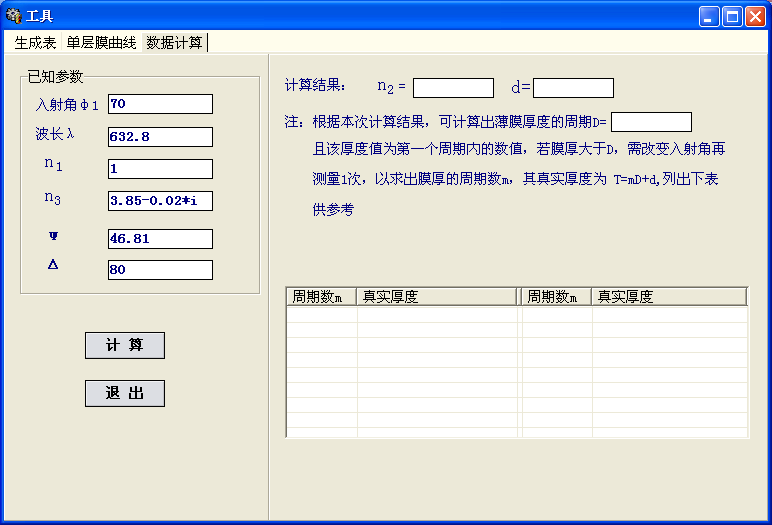 工具
生成表 单层膜曲线 数据计算
已知参数
入射角φ1 70
波长λ 632.8
n1 1
n3 3.85-0.02*i
Ψ 46.81
Δ 80
计 算
退 出
计算结果： n2 = d=
注: 根据本次计算结果，可计算出薄膜厚度的周期D=
且该厚度值为第一个周期内的数值，若膜厚大于D，需改变入射角再
测量1次，以求出膜厚的周期数m，其真实厚度为 T=mD+d,列出下表
供参考
周期数m 真实厚度 周期数m 真实厚度